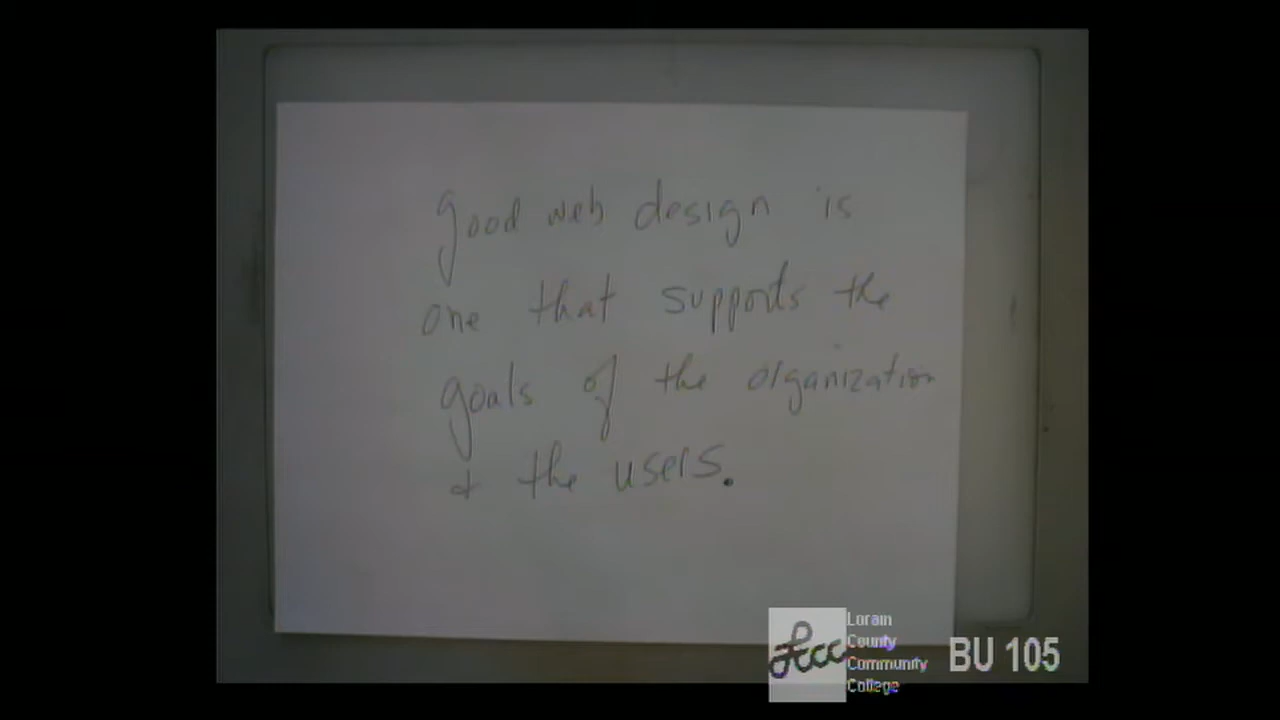 good web design is
one that supports the
goals of the organization
+ the users.
lccc
Lorain
County
Community
College
BU 105